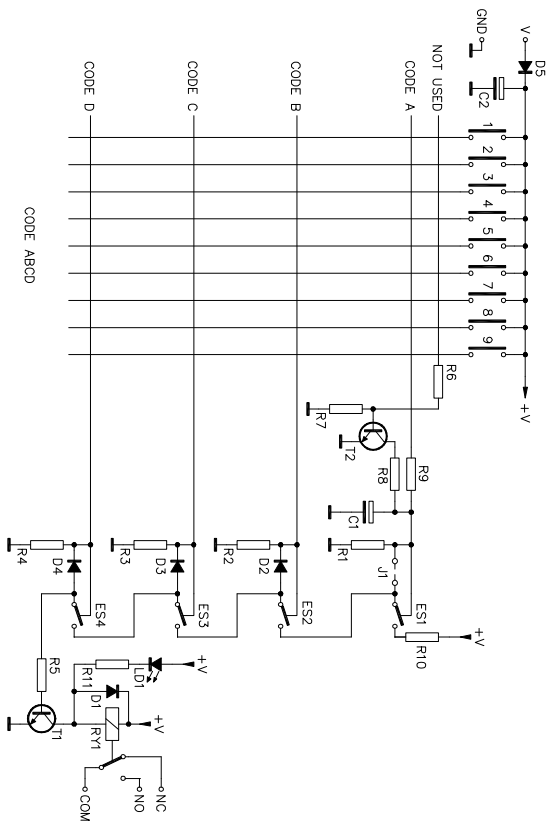 V
GND
D5
C2
1
2
3
4
5
6
7
8
9
+V
NOT USED
CODE A
CODE B
CODE C
CODE D
CODE ABCD
R6
R7
T2
R8
R9
C1
R1
J1
ES1
R10
+V
R2
D2
ES2
R3
D3
ES3
R4
D4
ES4
R5
T1
R11
LD1
+V
D1
RY1
+V
NC
NO
COM